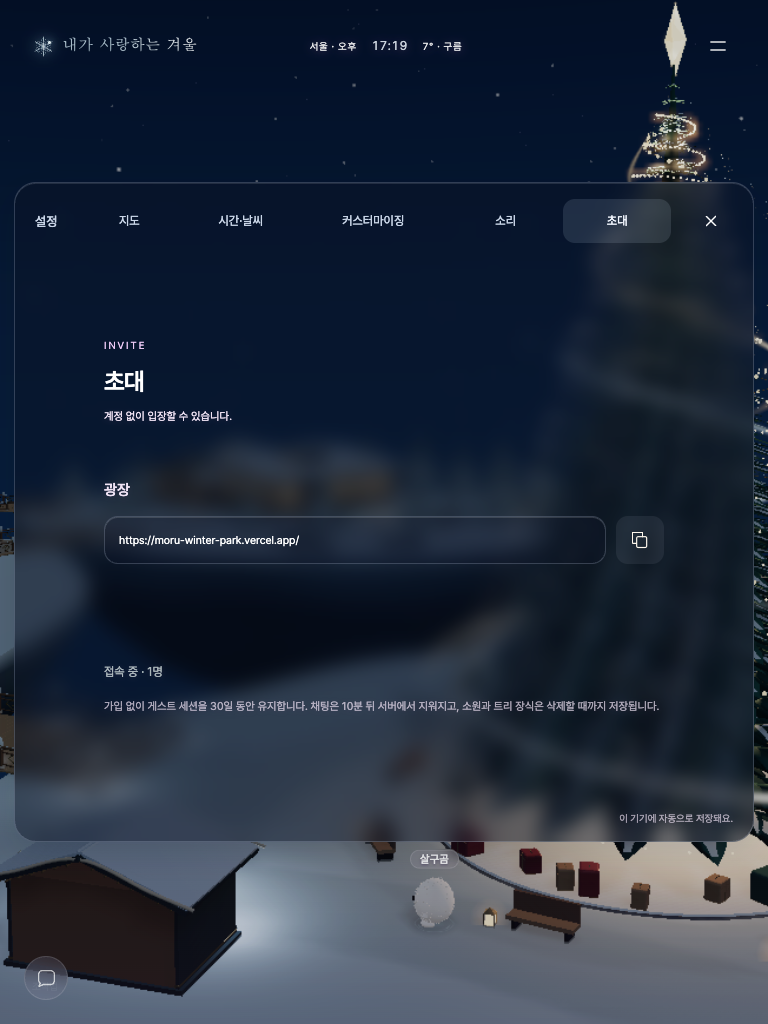 내가 사랑하는 겨울
서울 · 오후 17:19 7° · 구름
설정 지도 시간·날씨 커스터마이징 소리 초대
INVITE
초대
계정 없이 입장할 수 있습니다.
광장
https://moru-winter-park.vercel.app/
접속 중 · 1명
가입 없이 게스트 세션을 30일 동안 유지합니다. 채팅은 10분 뒤 서버에서 지워지고, 소원과 트리 장식은 삭제할 때까지 저장됩니다.
이 기기에 자동으로 저장돼요.
살구곰